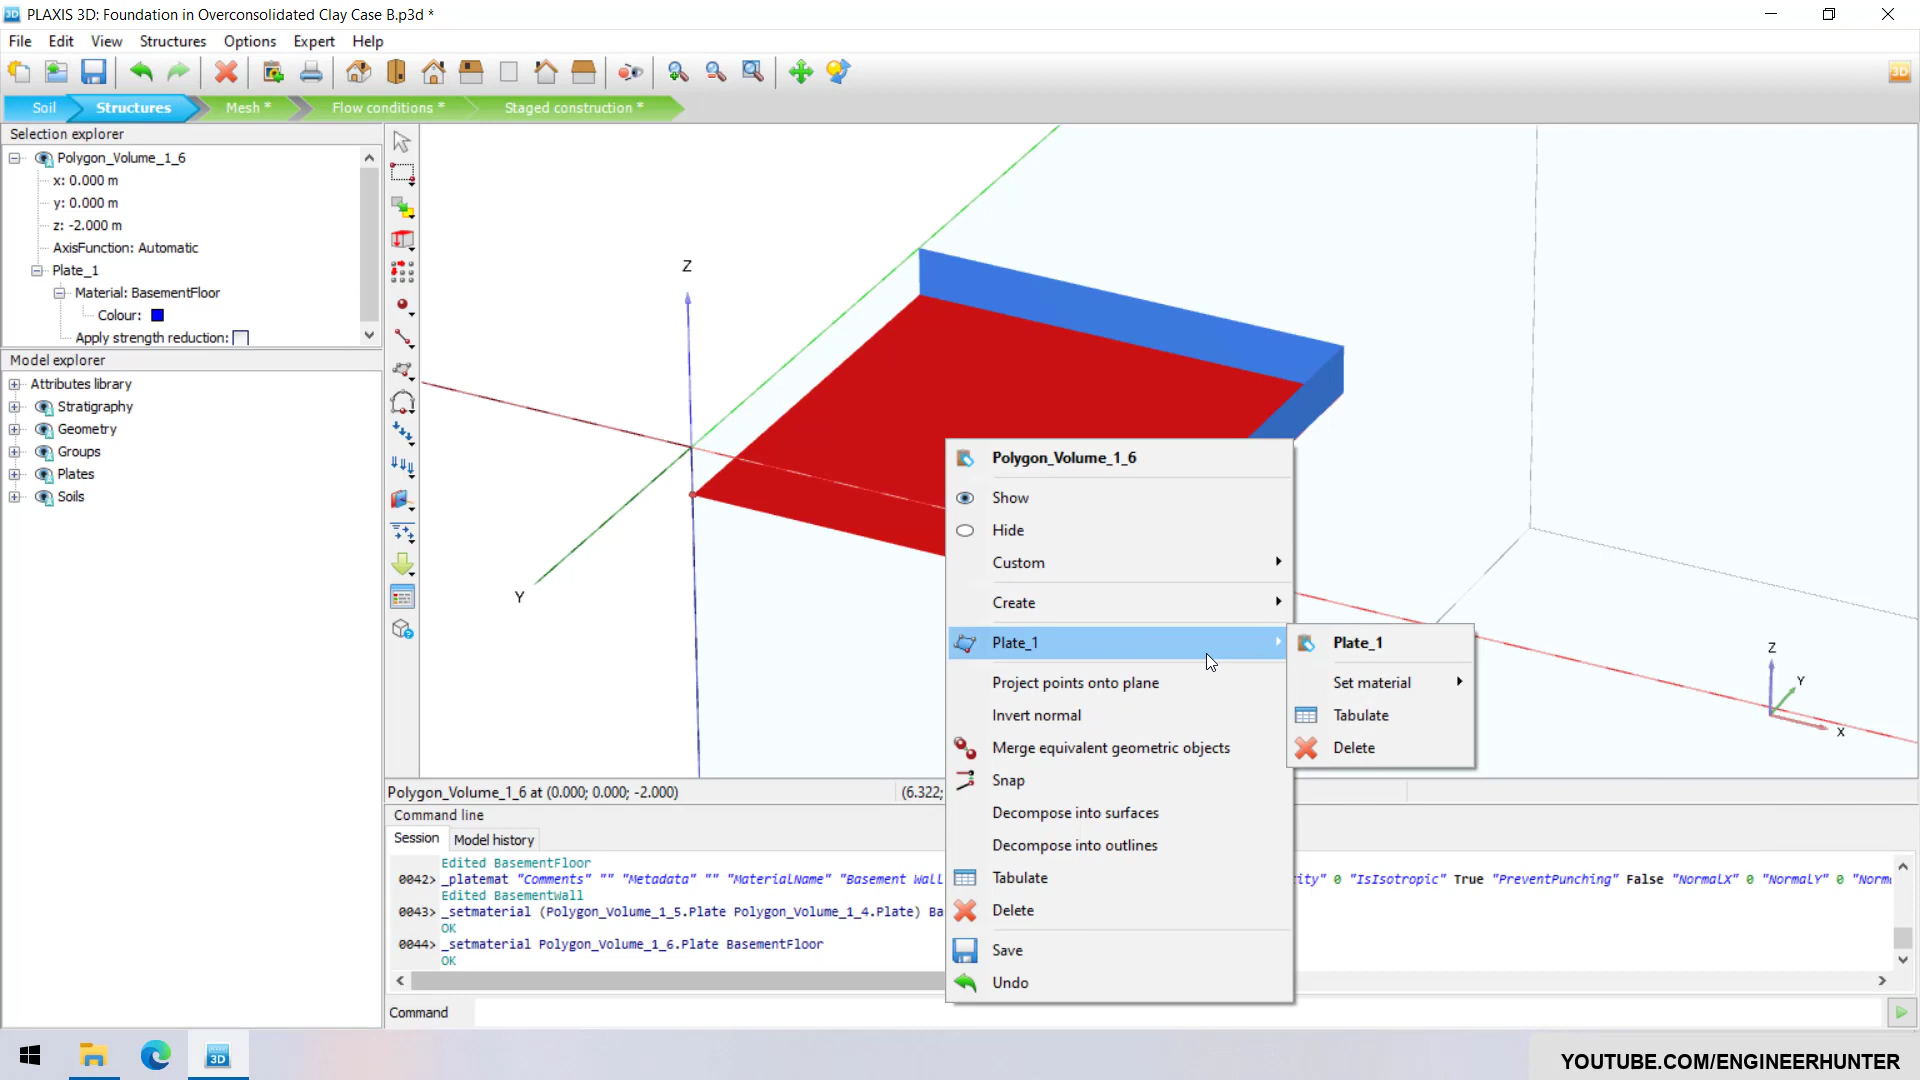 PLAXIS 3D: Foundation in Overconsolidated Clay Case B.p3d *
File Edit View Structures Options Expert Help
3D
Soil Structures Mesh * Flow conditions * Staged construction *
Selection explorer
Polygon_Volume_1_6
x: 0.000 m
y: 0.000 m
z: -2.000 m
AxisFunction: Automatic
Plate_1
Material: BasementFloor
Colour:
Apply strength reduction:
Model explorer
Attributes library
Stratigraphy
Geometry
Groups
Plates
Soils
Z
Y
Polygon_Volume_1_6
Show
Hide
Custom
Create
Plate_1
Project points onto plane
Invert normal
Merge equivalent geometric objects
Snap
Decompose into surfaces
Decompose into outlines
Tabulate
Delete
Save
Undo
Plate_1
Set material
Tabulate
Delete
Z
Y
X
Polygon_Volume_1_6 at (0.000; 0.000; -2.000) (6.322;
Command line
Session Model history
Edited BasementFloor
0042> _platemat "Comments" "" "Metadata" "" "MaterialName" "Basement Wall ity" 0 "IsIsotropic" True "PreventPunching" False "NormalX" 0 "NormalY" 0 "Norm
Edited BasementWall
0043> _setmaterial (Polygon_Volume_1_5.Plate Polygon_Volume_1_4.Plate) Ba
OK
0044> _setmaterial Polygon_Volume_1_6.Plate BasementFloor
OK
Command
3D
YOUTUBE.COM/ENGINEERHUNTER